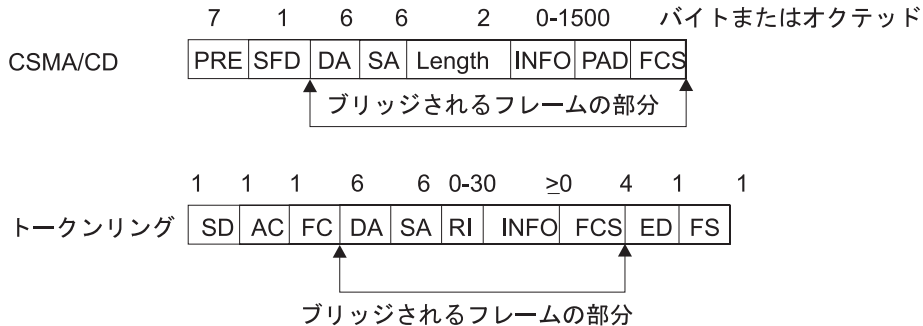 7 1 6 6 2 0-1500 バイトまたはオクテッド
CSMA/CD PRE SFD DA SA Length INFO PAD FCS
ブリッジされるフレームの部分
1 1 1 6 6 0-30 ≥0 4 1 1
トークンリング SD AC FC DA SA RI INFO FCS ED FS
ブリッジされるフレームの部分